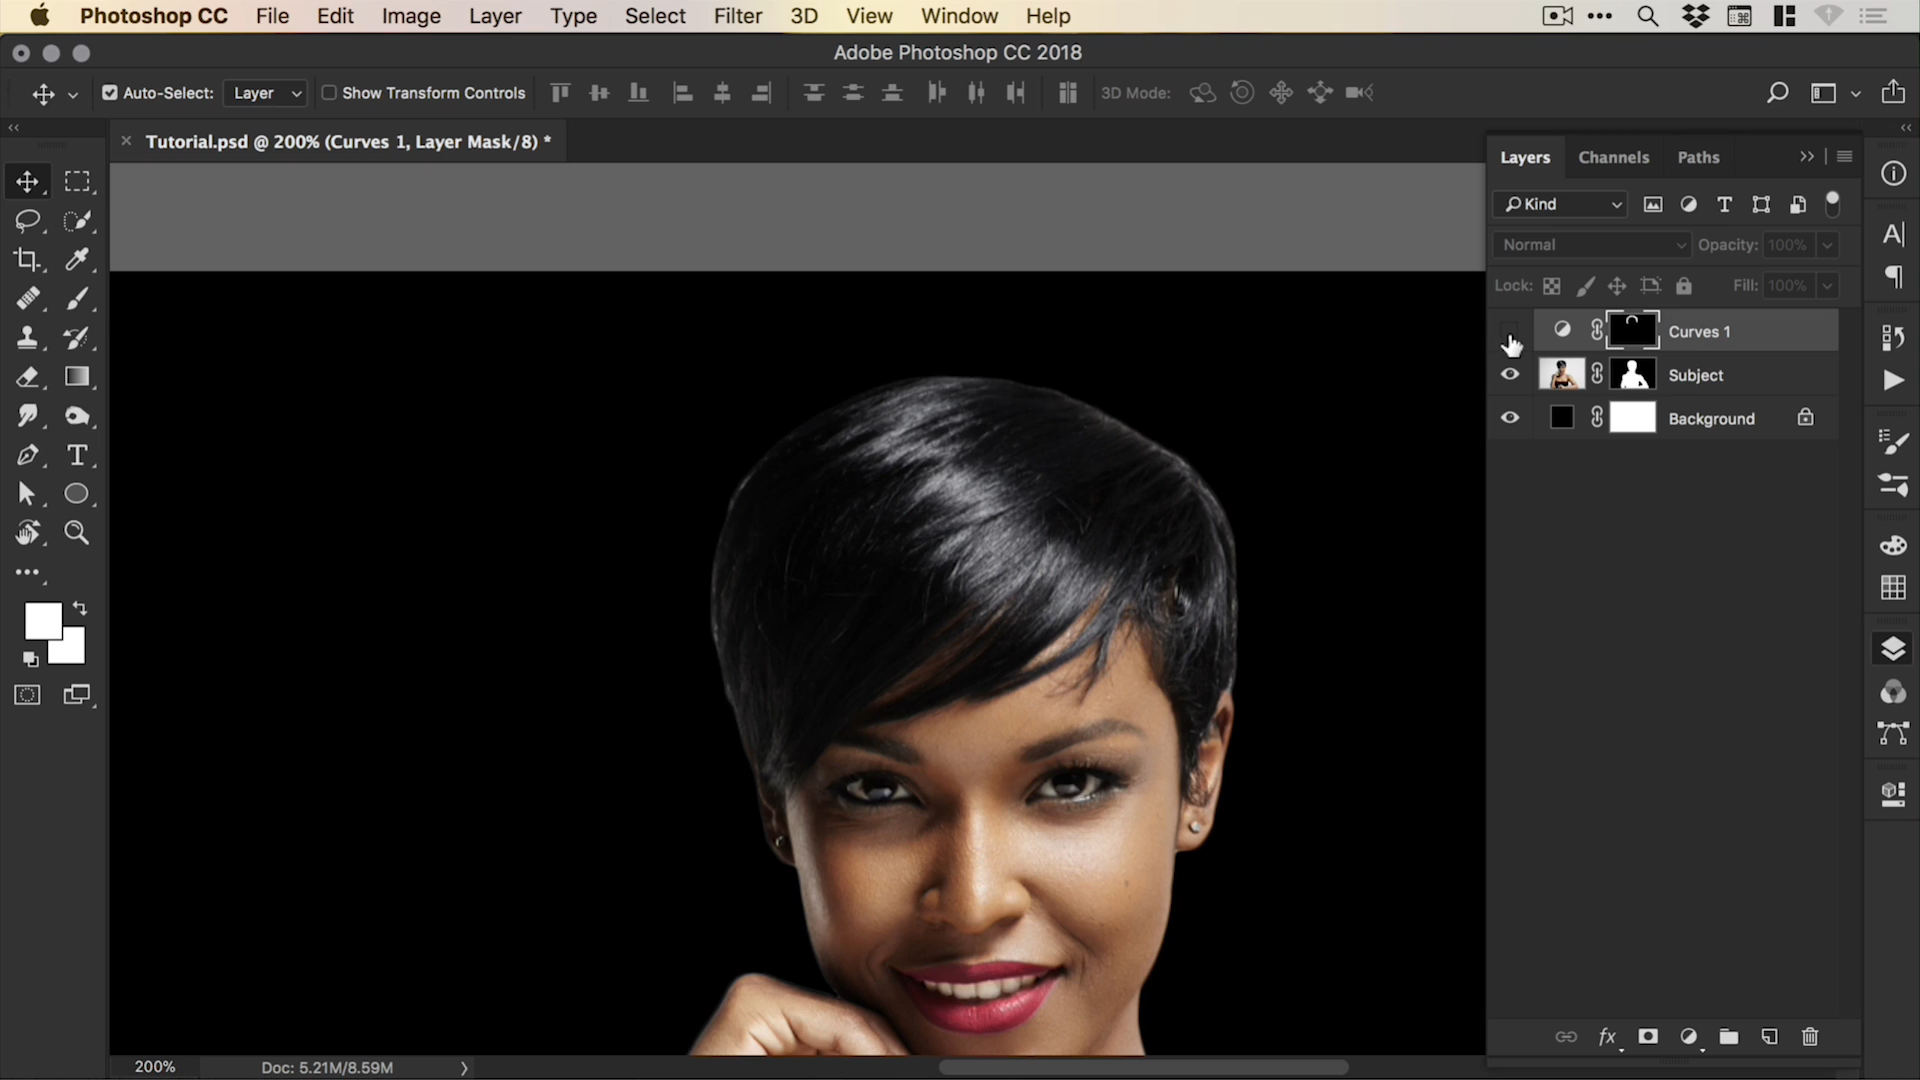 Photoshop CC File Edit Image Layer Type Select Filter 3D View Window Help
Adobe Photoshop CC 2018
Auto-Select: Layer Show Transform Controls 3D Mode:
Tutorial.psd @ 200% (Curves 1, Layer Mask/8) *
Layers Channels Paths
Kind
Normal Opacity: 100%
Lock: Fill: 100%
Curves 1
Subject
Background
fx
200% Doc: 5.21M/8.59M